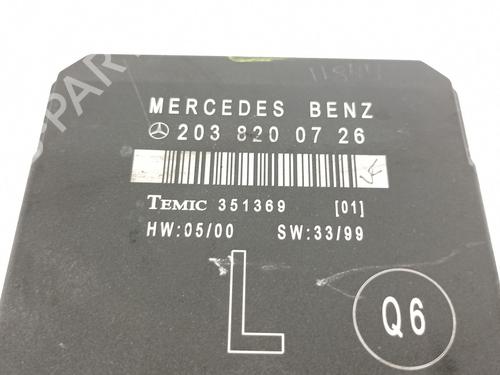 MERCEDES BENZ
203 820 07 26
TEMIC 351369 [01]
HW:05/00 SW:33/99
L
Q6